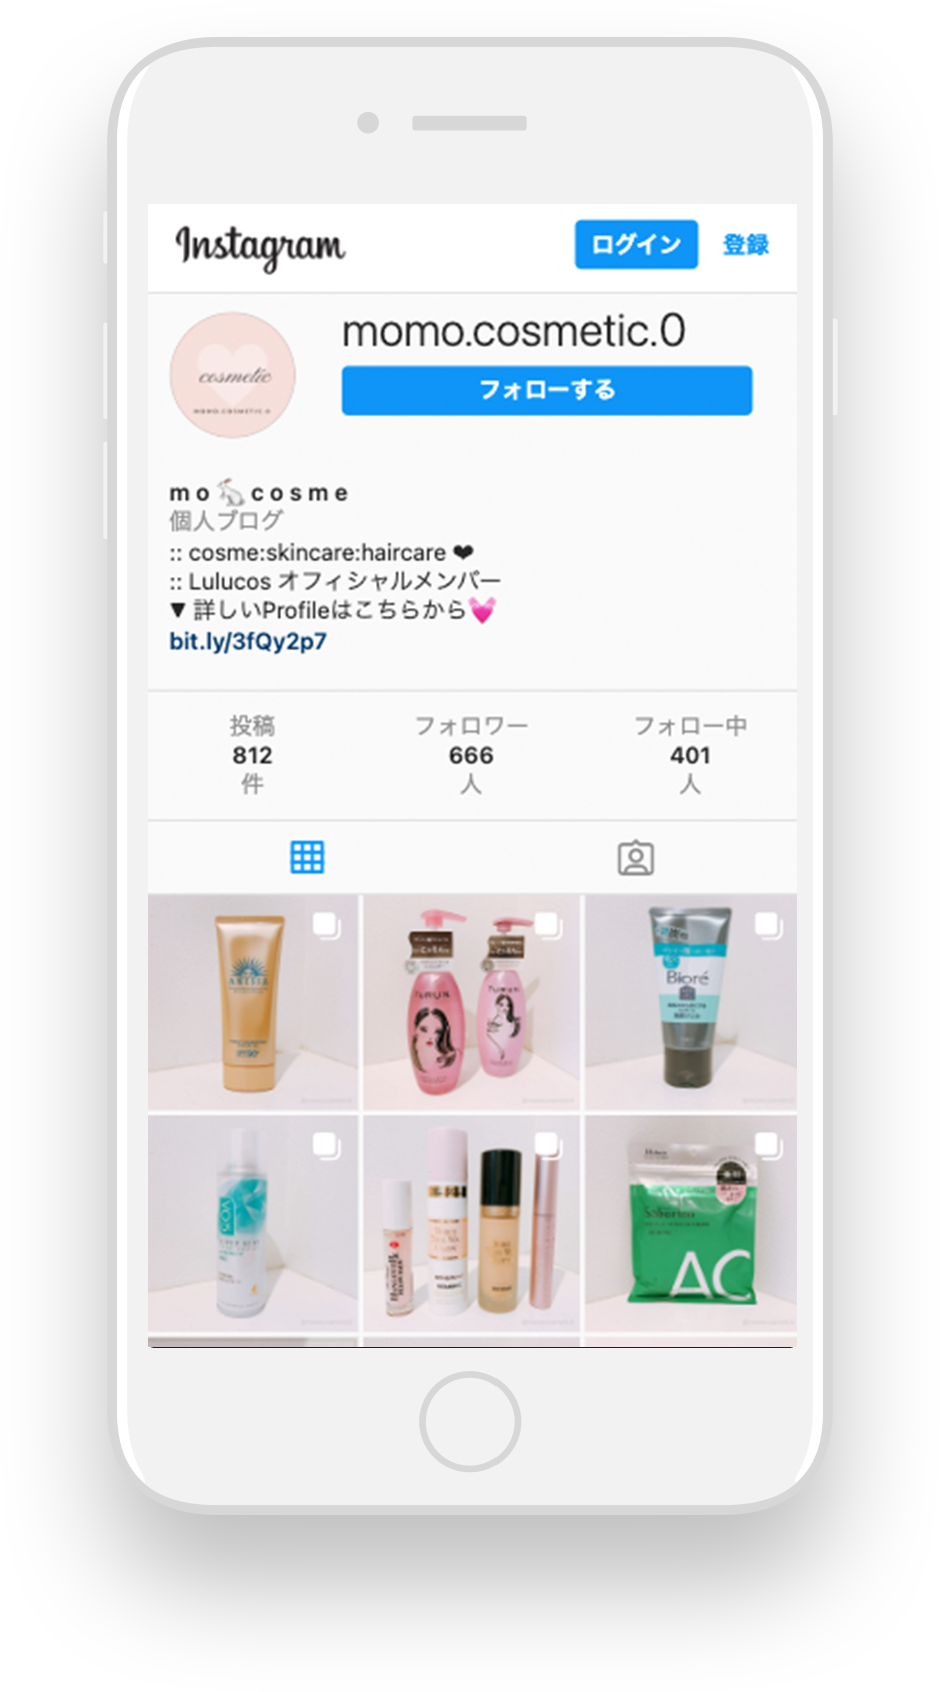 Instagram
ログイン 登録
cosmetic
MOMO.COSMETIC.0
momo.cosmetic.0
フォローする
m o 🐇 c o s m e
個人ブログ
:: cosme:skincare:haircare ❤
:: Lulucos オフィシャルメンバー
▼ 詳しいProfileはこちらから💓
bit.ly/3fQy2p7
投稿 フォロワー フォロー中
812 666 401
件 人 人
ANESSA
Bioré
VO5
Saborino
AC